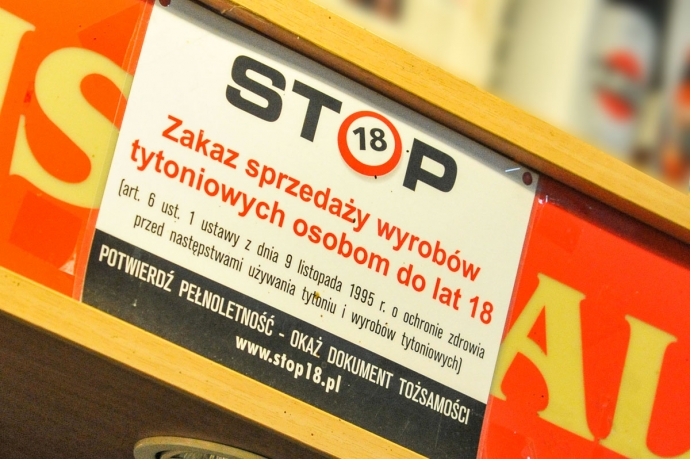 STOP
18
Zakaz sprzedaży wyrobów
tytoniowych osobom do lat 18
(art. 6 ust. 1 ustawy z dnia 9 listopada 1995 r. o ochronie zdrowia
przed następstwami używania tytoniu i wyrobów tytoniowych)
POTWIERDŹ PEŁNOLETNOŚĆ - OKAŻ DOKUMENT TOŻSAMOŚCI
www.stop18.pl
S
AL